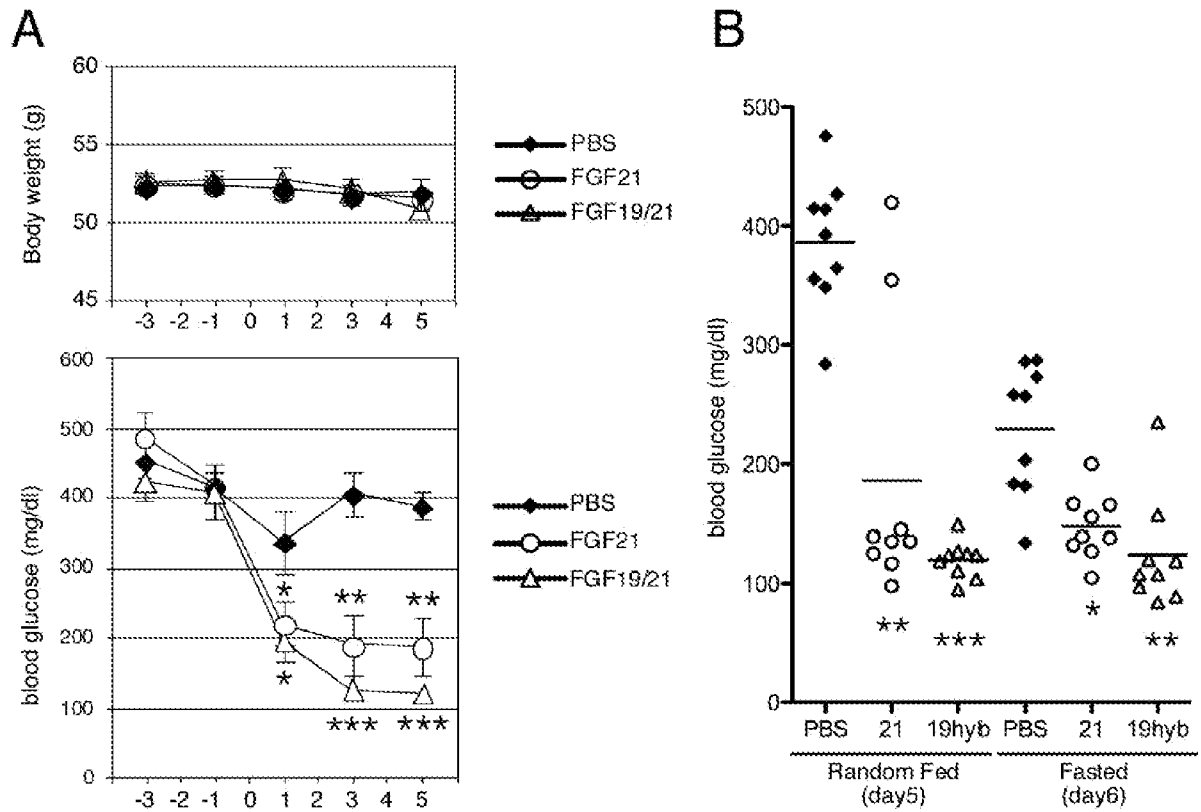 A
Body weight (g)
60
55
50
45
-3 -2 -1 0 1 2 3 4 5
PBS
FGF21
FGF19/21
blood glucose (mg/dl)
600
500
400
300
200
100
0
* ** **
* *** ***
-3 -2 -1 0 1 2 3 4 5
PBS
FGF21
FGF19/21
B
blood glucose (mg/dl)
500
400
300
200
100
0
** *** * **
PBS 21 19hyb PBS 21 19hyb
Random Fed
(day5)
Fasted
(day6)